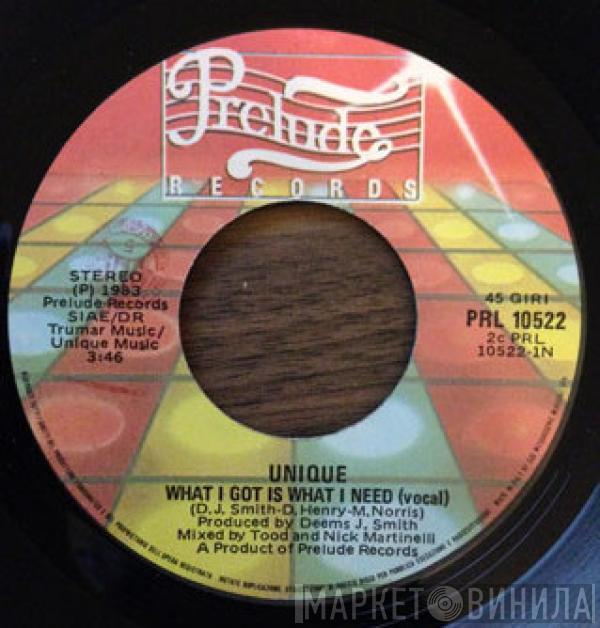 Prelude
RECORDS
STEREO
(P) 1983
Prelude Records
SIAE/DR
Trumar Music/
Unique Music
3:46
45 GIRI
PRL 10522
2c PRL
10522-1N
UNIQUE
WHAT I GOT IS WHAT I NEED (vocal)
(D.J. Smith-D. Henry-M. Norris)
Produced by Deems J. Smith
Mixed by Tood and Nick Martinelli
A Product of Prelude Records
МАРКЕТ ВИНИЛА